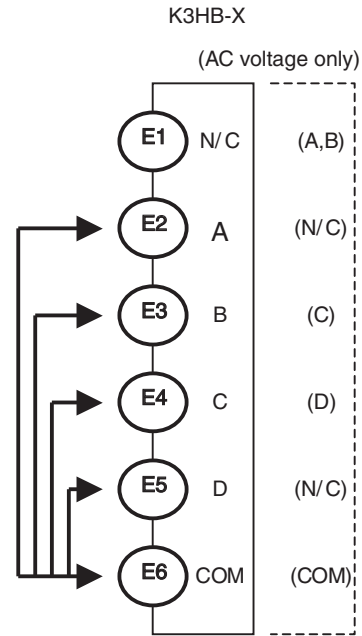 K3HB-X
(AC voltage only)
E1 N/C (A,B)
E2 A (N/C)
E3 B (C)
E4 C (D)
E5 D (N/C)
E6 COM (COM)